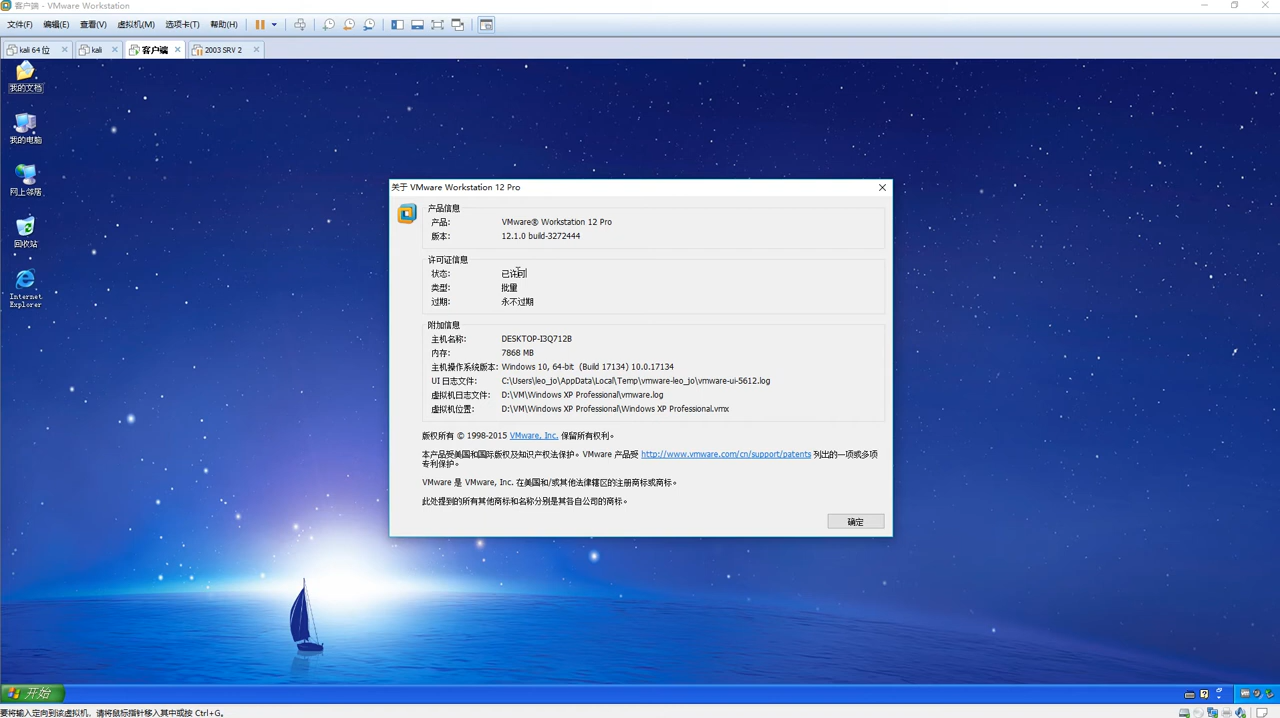 客户端 - VMware Workstation
文件(F) 编辑(E) 查看(V) 虚拟机(M) 选项卡(T) 帮助(H)
kali 64 位 kali 客户端 2003 SRV 2
我的文档
我的电脑
网上邻居
回收站
Internet
Explorer
关于 VMware Workstation 12 Pro
产品信息
产品: VMware® Workstation 12 Pro
版本: 12.1.0 build-3272444
许可证信息
状态: 已许可
类型: 批量
过期: 永不过期
附加信息
主机名称: DESKTOP-I3Q712B
内存: 7868 MB
主机操作系统版本: Windows 10, 64-bit (Build 17134) 10.0.17134
UI 日志文件: C:\Users\leo_jo\AppData\Local\Temp\vmware-leo_jo\vmware-ui-5612.log
虚拟机日志文件: D:\VM\Windows XP Professional\vmware.log
虚拟机位置: D:\VM\Windows XP Professional\Windows XP Professional.vmx
版权所有 © 1998-2015 VMware, Inc. 保留所有权利。
本产品受美国和国际版权及知识产权法保护。VMware 产品受 http://www.vmware.com/cn/support/patents 列出的一项或多项
专利保护。
VMware 是 VMware, Inc. 在美国和/或其他法律辖区的注册商标或商标。
此处提到的所有其他商标和名称分别是其各自公司的商标。
确定
开始
要将输入定向到该虚拟机，请将鼠标指针移入其中或按 Ctrl+G。